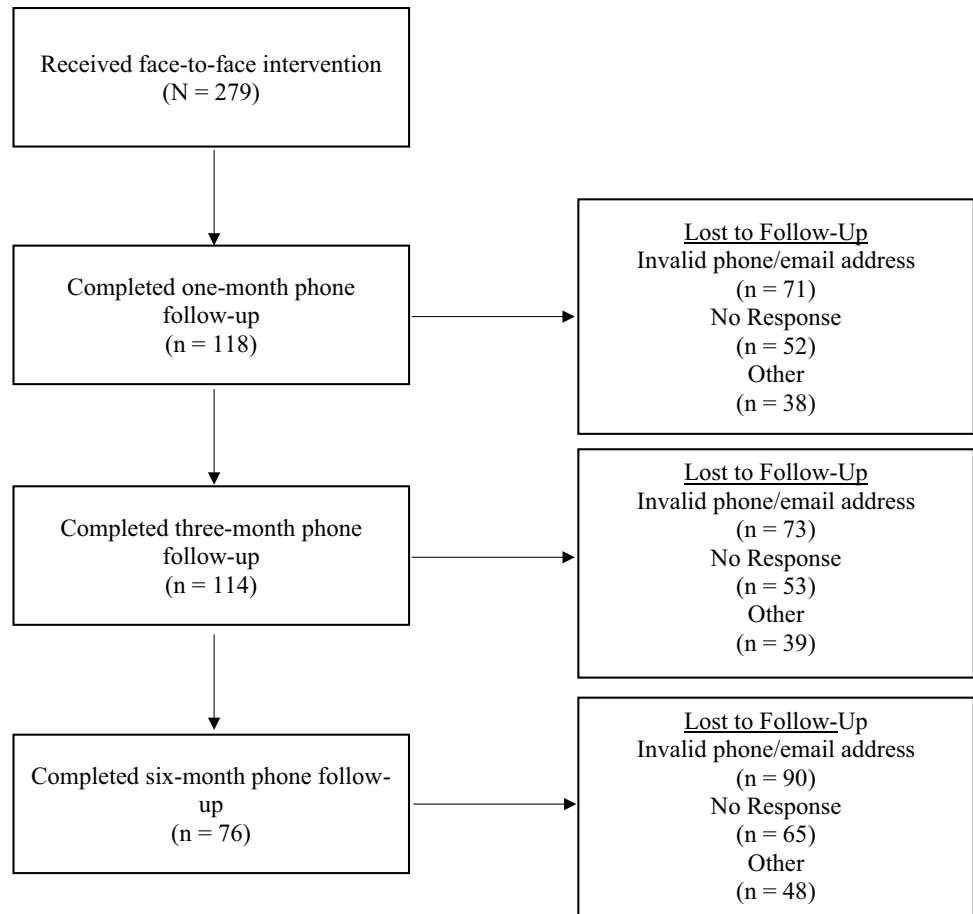 Received face-to-face intervention
(N = 279)
Completed one-month phone
follow-up
(n = 118)
Lost to Follow-Up
Invalid phone/email address
(n = 71)
No Response
(n = 52)
Other
(n = 38)
Completed three-month phone
follow-up
(n = 114)
Lost to Follow-Up
Invalid phone/email address
(n = 73)
No Response
(n = 53)
Other
(n = 39)
Completed six-month phone follow-
up
(n = 76)
Lost to Follow-Up
Invalid phone/email address
(n = 90)
No Response
(n = 65)
Other
(n = 48)